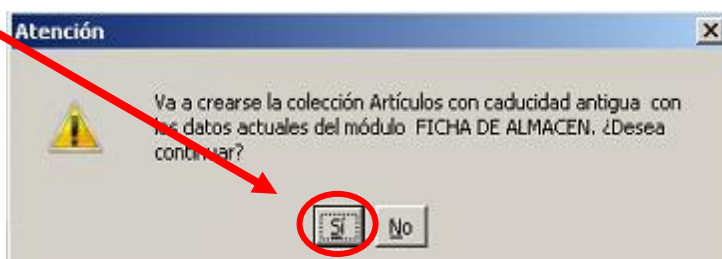 Atención
Va a crearse la colección Artículos con caducidad antigua con
los datos actuales del módulo FICHA DE ALMACEN. ¿Desea
continuar?
Sí No